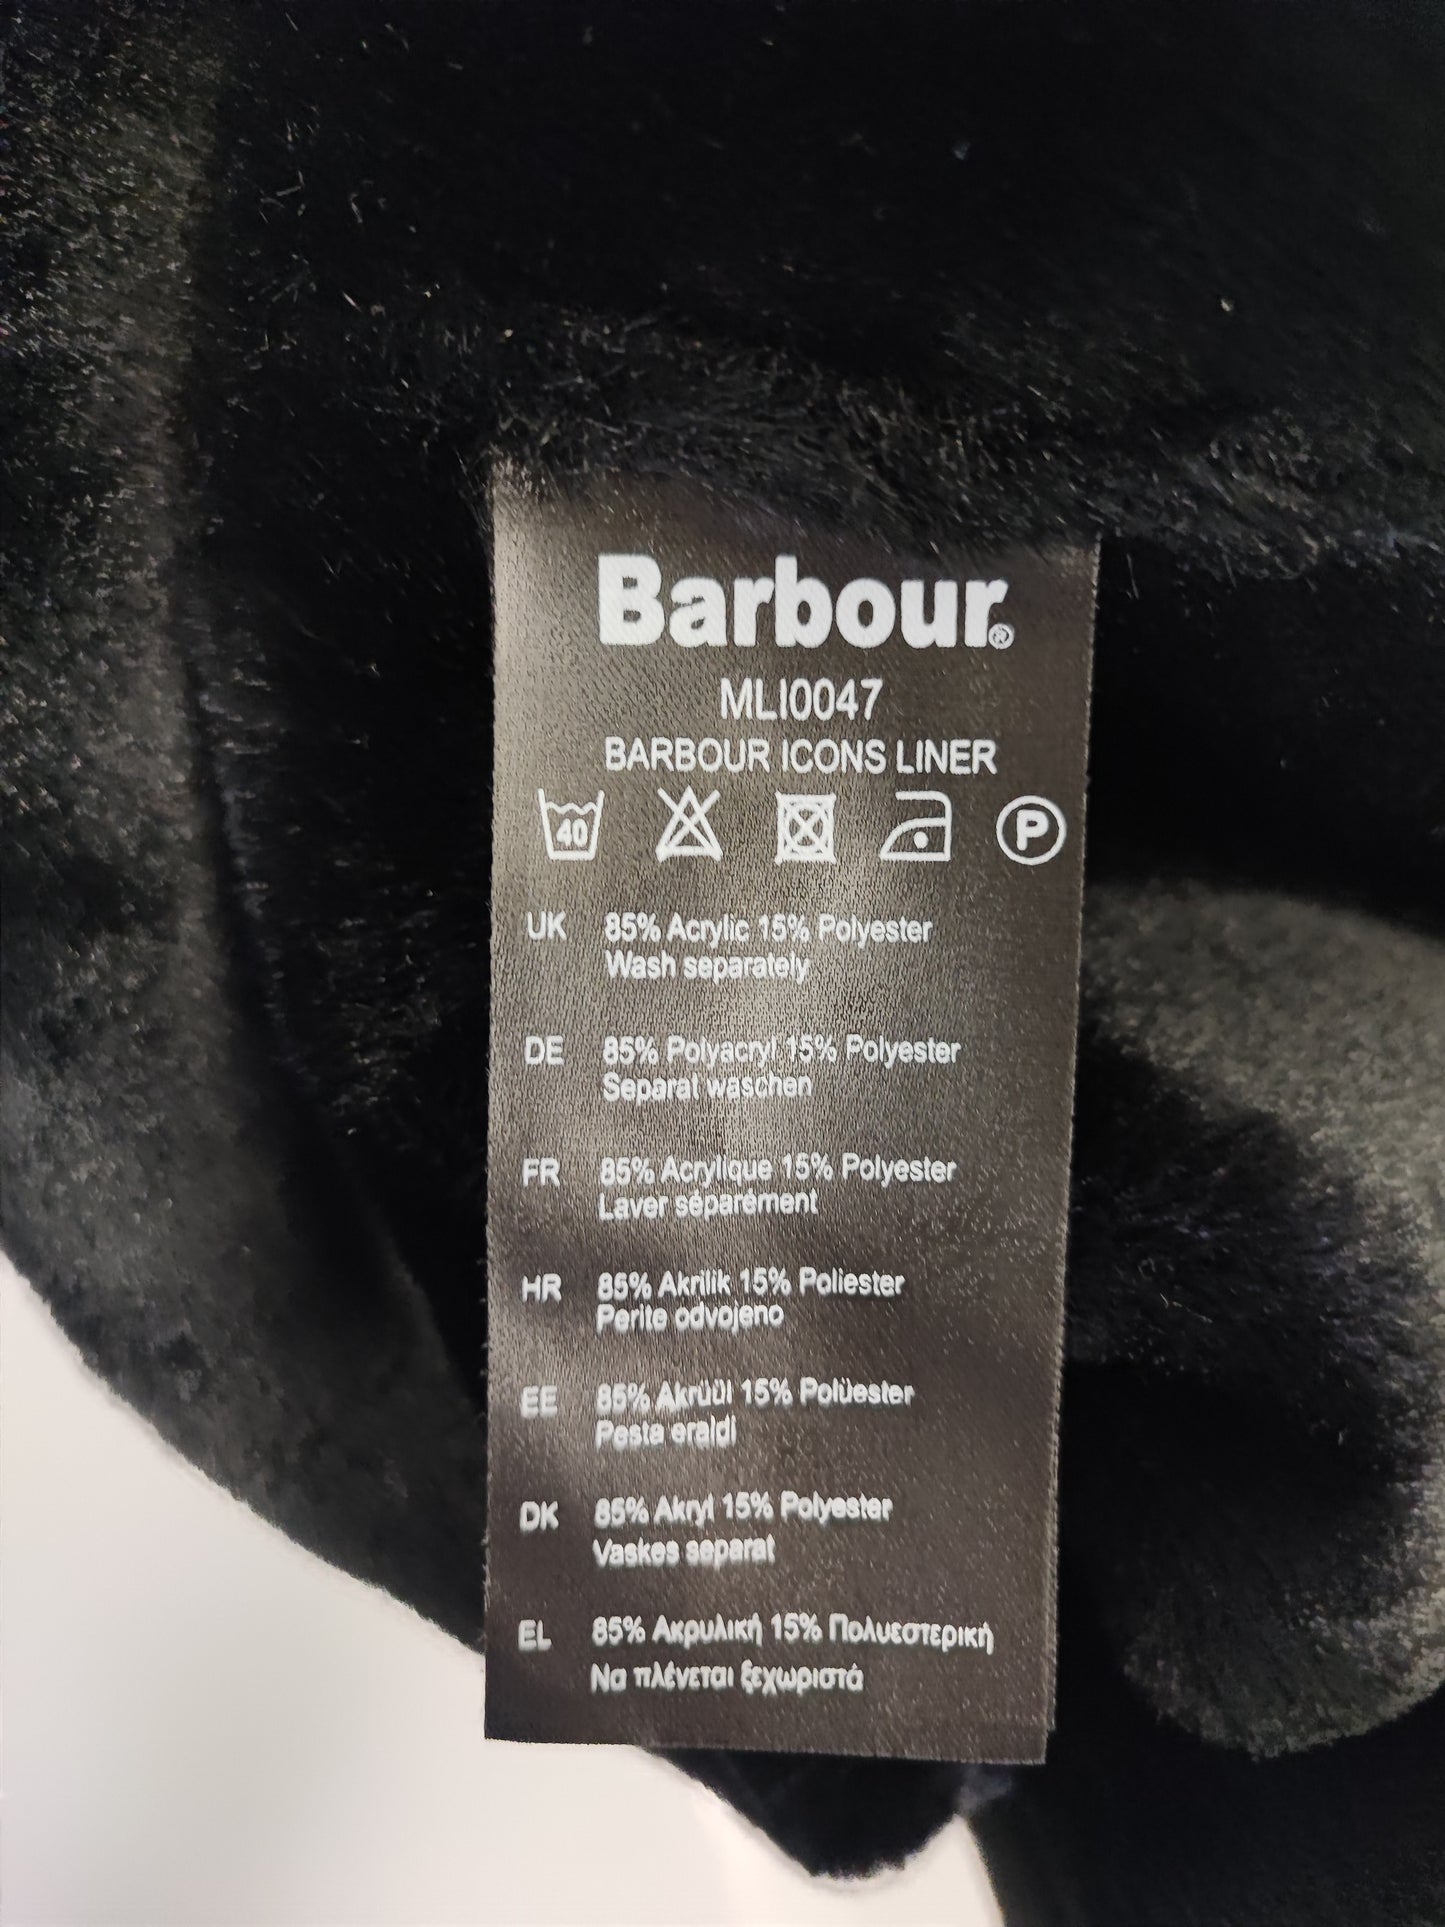 Barbour®
MLI0047
BARBOUR ICONS LINER
40 P
UK 85% Acrylic 15% Polyester
Wash separately
DE 85% Polyacryl 15% Polyester
Separat waschen
FR 85% Acrylique 15% Polyester
Laver séparément
HR 85% Akrilik 15% Poliester
Perite odvojeno
EE 85% Akrüül 15% Polüester
Pesta eraldi
DK 85% Akryl 15% Polyester
Vaskes separat
EL 85% Ακρυλική 15% Πολυεστερική
Να πλένεται ξεχωριστά